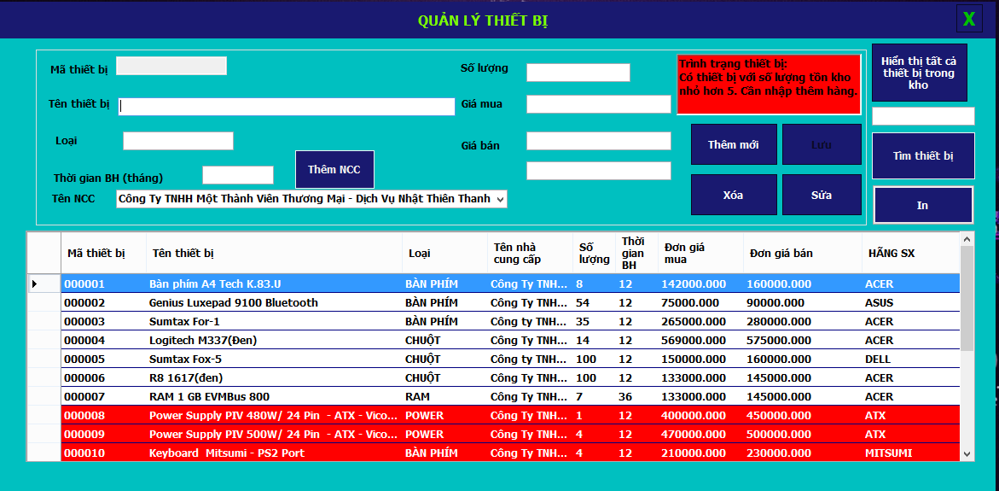 QUẢN LÝ THIẾT BỊ
X
Mã thiết bị
Số lượng
Trình trạng thiết bị:
Có thiết bị với số lượng tồn kho
nhỏ hơn 5. Cần nhập thêm hàng.
Hiển thị tất cả
thiết bị trong
kho
Tên thiết bị
Giá mua
Loại
Giá bán
Thêm mới
Lưu
Tìm thiết bị
Thời gian BH (tháng)
Thêm NCC
Tên NCC
Công Ty TNHH Một Thành Viên Thương Mại - Dịch Vụ Nhật Thiên Thanh
Xóa
Sửa
In
Mã thiết bị Tên thiết bị Loại Tên nhà cung cấp Số lượng Thời gian BH Đơn giá mua Đơn giá bán HÃNG SX
000001 Bàn phím A4 Tech K.83.U BÀN PHÍM Công Ty TNH... 8 12 142000.000 160000.000 ACER
000002 Genius Luxepad 9100 Bluetooth BÀN PHÍM Công Ty TNH... 54 12 75000.000 90000.000 ASUS
000003 Sumtax For-1 BÀN PHÍM Công ty TNH... 35 12 265000.000 280000.000 ACER
000004 Logitech M337(Đen) CHUỘT Công Ty TNH... 14 12 569000.000 575000.000 ACER
000005 Sumtax Fox-5 CHUỘT Công Ty TNH... 100 12 150000.000 160000.000 DELL
000006 R8 1617(đen) CHUỘT Công Ty TNH... 100 12 133000.000 145000.000 ACER
000007 RAM 1 GB EVMBus 800 RAM Công Ty TNH... 7 36 133000.000 145000.000 ACER
000008 Power Supply PIV 480W/ 24 Pin - ATX - Vico... POWER Công Ty TNH... 1 12 400000.000 450000.000 ATX
000009 Power Supply PIV 500W/ 24 Pin - ATX - Vico... POWER Công Ty TNH... 4 12 470000.000 500000.000 ATX
000010 Keyboard Mitsumi - PS2 Port BÀN PHÍM Công Ty TNH... 4 12 210000.000 230000.000 MITSUMI